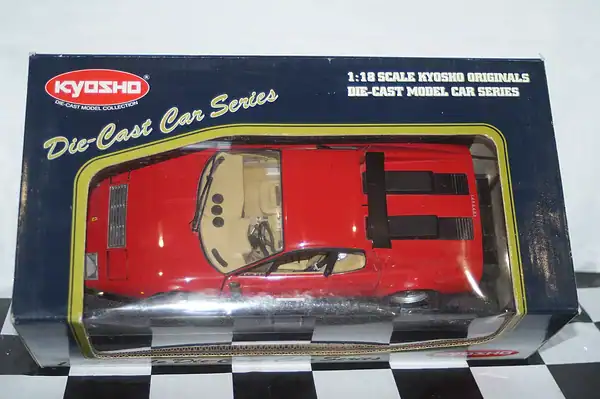 KYOSHO
DIE-CAST MODEL COLLECTION
1:18 SCALE KYOSHO ORIGINALS
DIE-CAST MODEL CAR SERIES
Die-Cast Car Series
KYOSHO